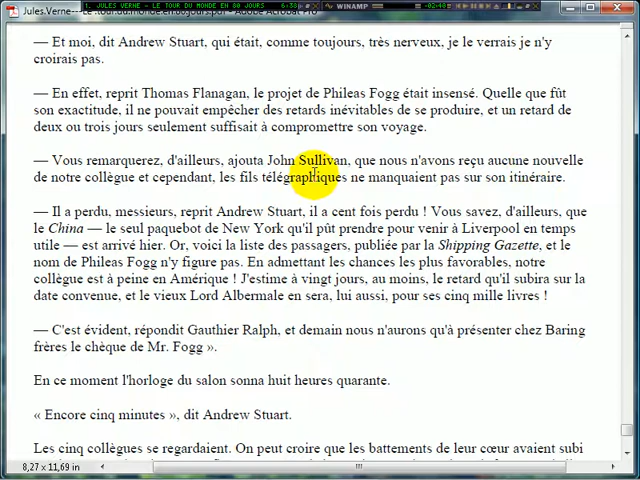 Jules.Verne
1. JULES VERNE - LE TOUR DU MONDE EN 80 JOURS
WINAMP
— Et moi, dit Andrew Stuart, qui était, comme toujours, très nerveux, je le verrais je n'y
croirais pas.
— En effet, reprit Thomas Flanagan, le projet de Phileas Fogg était insensé. Quelle que fût
son exactitude, il ne pouvait empêcher des retards inévitables de se produire, et un retard de
deux ou trois jours seulement suffisait à compromettre son voyage.
— Vous remarquerez, d'ailleurs, ajouta John Sullivan, que nous n'avons reçu aucune nouvelle
de notre collègue et cependant, les fils télégraphiques ne manquaient pas sur son itinéraire.
— Il a perdu, messieurs, reprit Andrew Stuart, il a cent fois perdu ! Vous savez, d'ailleurs, que
le China — le seul paquebot de New York qu'il pût prendre pour venir à Liverpool en temps
utile — est arrivé hier. Or, voici la liste des passagers, publiée par la Shipping Gazette, et le
nom de Phileas Fogg n'y figure pas. En admettant les chances les plus favorables, notre
collègue est à peine en Amérique ! J'estime à vingt jours, au moins, le retard qu'il subira sur la
date convenue, et le vieux Lord Albermale en sera, lui aussi, pour ses cinq mille livres !
— C'est évident, répondit Gauthier Ralph, et demain nous n'aurons qu'à présenter chez Baring
frères le chèque de Mr. Fogg ».
En ce moment l'horloge du salon sonna huit heures quarante.
« Encore cinq minutes », dit Andrew Stuart.
Les cinq collègues se regardaient. On peut croire que les battements de leur cœur avaient subi
8,27 x 11,69 in